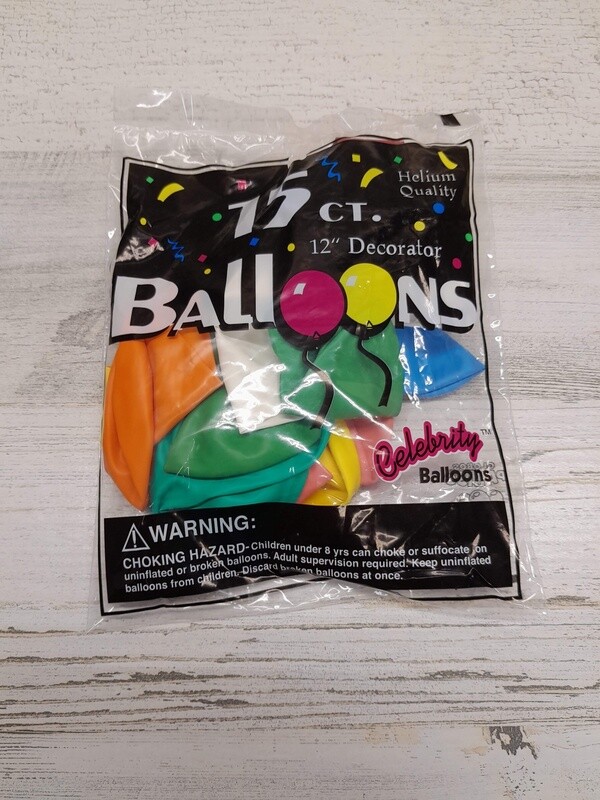 Helium
Quality
15 CT.
12" Decorator
BALLOONS
Celebrity™
Balloons
⚠WARNING:
CHOKING HAZARD-Children under 8 yrs can choke or suffocate on
uninflated or broken balloons. Adult supervision required. Keep uninflated
balloons from children. Discard broken balloons at once.